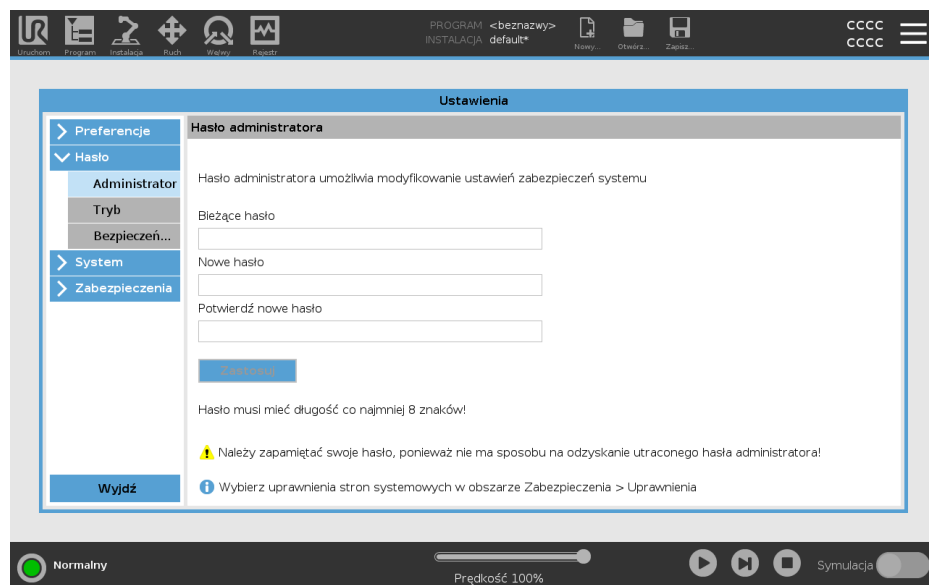 PROGRAM <beznazwy>
INSTALACJA default*
cccc
cccc
Uruchom Program Instalacja Ruch We/wy Rejestr Nowy... Otwórz... Zapisz...
Ustawienia
Preferencje
Hasło
Administrator
Tryb
Bezpieczeń...
System
Zabezpieczenia
Wyjdź
Hasło administratora
Hasło administratora umożliwia modyfikowanie ustawień zabezpieczeń systemu
Bieżące hasło
Nowe hasło
Potwierdź nowe hasło
Zastosuj
Hasło musi mieć długość co najmniej 8 znaków!
Należy zapamiętać swoje hasło, ponieważ nie ma sposobu na odzyskanie utraconego hasła administratora!
Wybierz uprawnienia stron systemowych w obszarze Zabezpieczenia > Uprawnienia
Normalny
Prędkość 100%
Symulacja